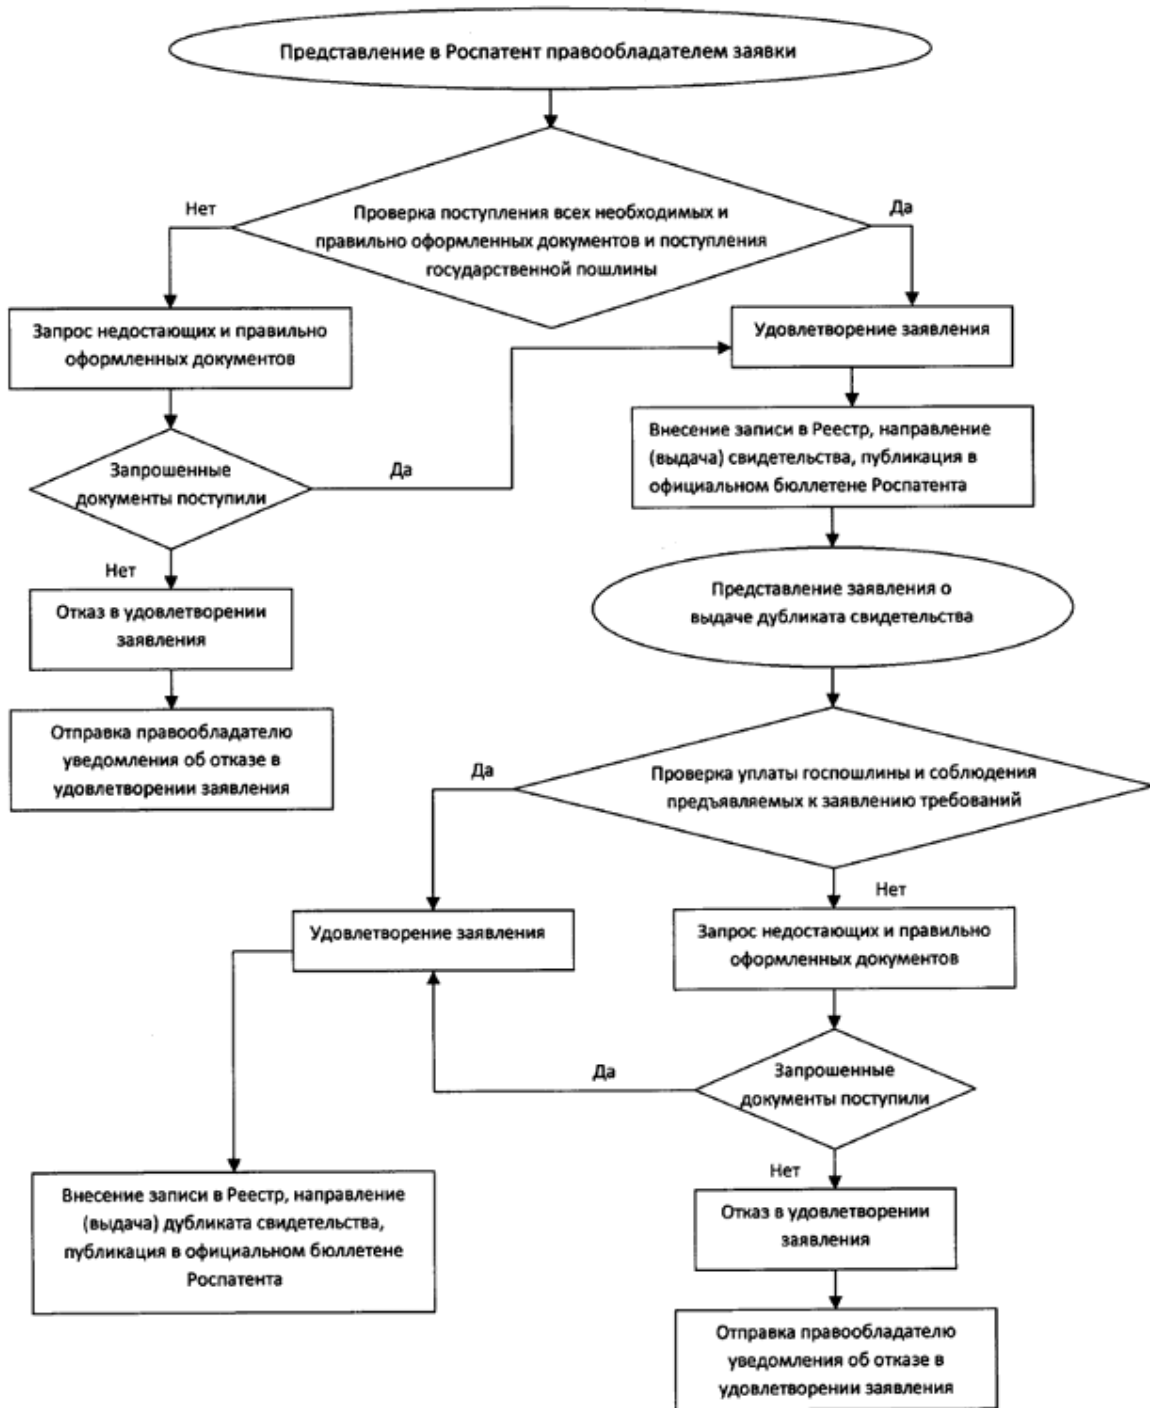 Представление в Роспатент правообладателем заявки
Проверка поступления всех необходимых и
правильно оформленных документов и поступления
государственной пошлины
Нет
Да
Запрос недостающих и правильно
оформленных документов
Удовлетворение заявления
Запрошенные
документы поступили
Да
Внесение записи в Реестр, направление
(выдача) свидетельства, публикация в
официальном бюллетене Роспатента
Нет
Отказ в удовлетворении
заявления
Представление заявления о
выдаче дубликата свидетельства
Отправка правообладателю
уведомления об отказе в
удовлетворении заявления
Проверка уплаты госпошлины и соблюдения
предъявляемых к заявлению требований
Да
Нет
Удовлетворение заявления
Запрос недостающих и правильно
оформленных документов
Запрошенные
документы поступили
Да
Нет
Внесение записи в Реестр, направление
(выдача) дубликата свидетельства,
публикация в официальном бюллетене
Роспатента
Отказ в удовлетворении
заявления
Отправка правообладателю
уведомления об отказе в
удовлетворении заявления